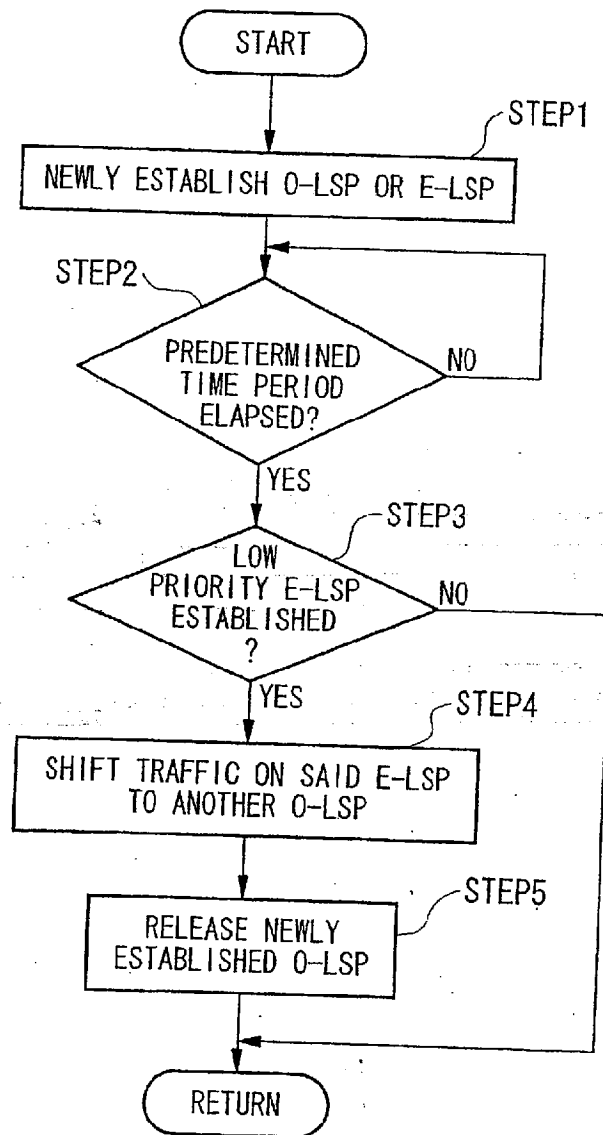 START
STEP1
NEWLY ESTABLISH O-LSP OR E-LSP
STEP2
PREDETERMINED
TIME PERIOD
ELAPSED?
NO
YES
STEP3
LOW
PRIORITY E-LSP
ESTABLISHED
?
NO
YES
STEP4
SHIFT TRAFFIC ON SAID E-LSP
TO ANOTHER O-LSP
STEP5
RELEASE NEWLY
ESTABLISHED O-LSP
RETURN